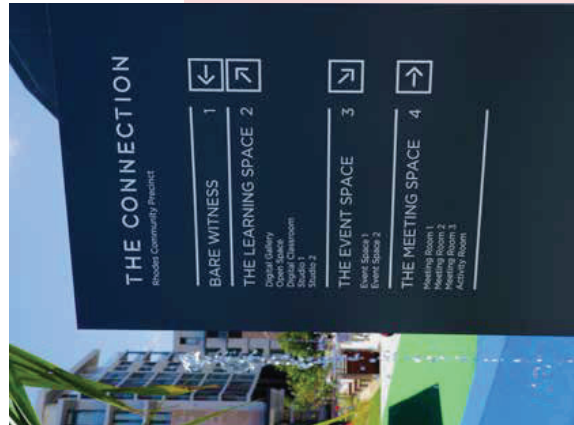 THE CONNECTION
Rhodes Community Precinct
BARE WITNESS 1
THE LEARNING SPACE 2
Digital Gallery
Open Space
Digital Classroom
Studio 1
Studio 2
THE EVENT SPACE 3
Event Space 1
Event Space 2
THE MEETING SPACE 4
Meeting Room 1
Meeting Room 2
Meeting Room 3
Activity Room